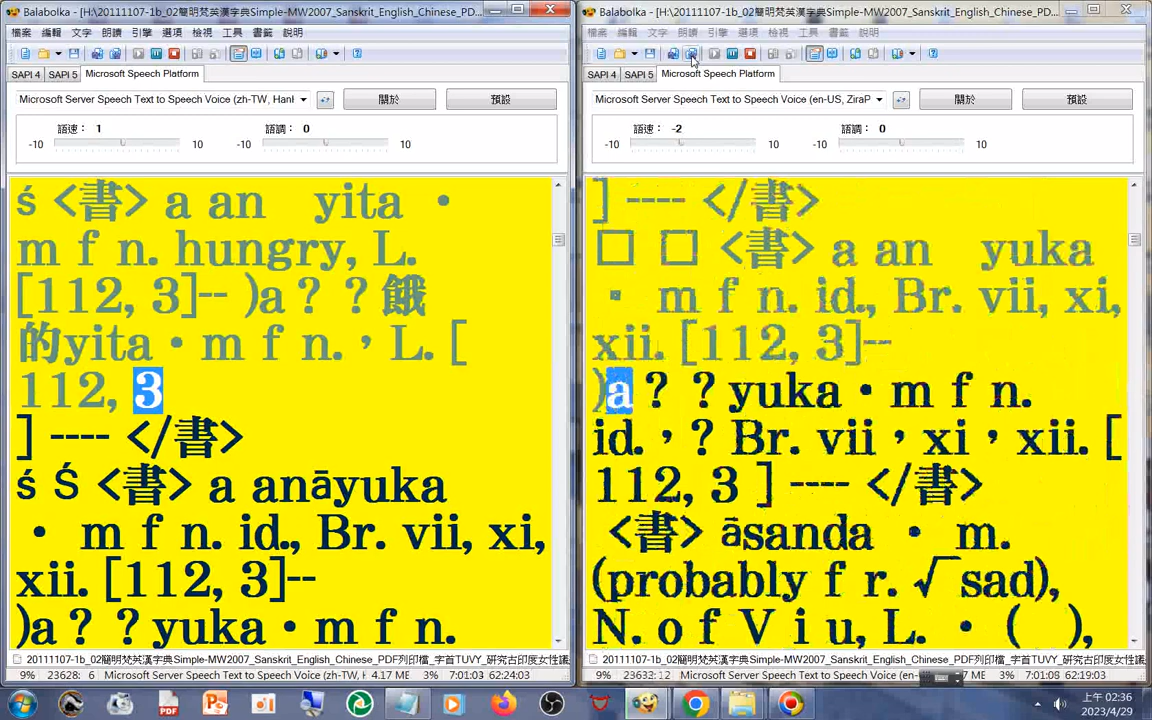 Balabolka - [H:\20111107-1b_02簡明梵英漢字典Simple-MW2007_Sanskrit_English_Chinese_PD...
檔案 編輯 文字 朗讀 引擎 選項 檢視 工具 書籤 說明
SAPI 4 SAPI 5 Microsoft Speech Platform
Microsoft Server Speech Text to Speech Voice (zh-TW, HanH
關於 預設
語速： 1 語調： 0
-10 10 -10 10
ś <書> a an yita •
m f n. hungry, L.
[112, 3]-- )a？？餓
的yita•m f n.，L. [
112, 3
] ---- </書>
ś Ś <書> a anāyuka
• m f n. id., Br. vii, xi,
xii. [112, 3]--
)a？？yuka•m f n.
20111107-1b_02簡明梵英漢字典Simple-MW2007_Sanskrit_English_Chinese_PDF列印檔_字首TUVY_研究古印度女性議
9% 23628: 6 Microsoft Server Speech Text to Speech Voice (zh-TW, H 4.17 MB 3% 7:01:03 62:24:03
Balabolka - [H:\20111107-1b_02簡明梵英漢字典Simple-MW2007_Sanskrit_English_Chinese_PDF...
檔案 編輯 文字 朗讀 引擎 選項 檢視 工具 書籤 說明
SAPI 4 SAPI 5 Microsoft Speech Platform
Microsoft Server Speech Text to Speech Voice (en-US, ZiraP
關於 預設
語速： -2 語調： 0
-10 10 -10 10
] ---- </書>
□ □ <書> a an yuka
• m f n. id., Br. vii, xi,
xii. [112, 3]--
)a？？yuka•m f n.
id.，？Br. vii，xi，xii. [
112, 3 ] ---- </書>
<書> āsanda • m.
(probably f r. √sad),
N. o f V i u, L. • ( ),
20111107-1b_02簡明梵英漢字典Simple-MW2007_Sanskrit_English_Chinese_PDF列印檔_字首TUVY_研究古印度女性議
9% 23632:12 Microsoft Server Speech Text to Speech Voice (en-US, Z 4.17 MB 3% 7:01:08 62:19:03
上午 02:36
2023/4/29